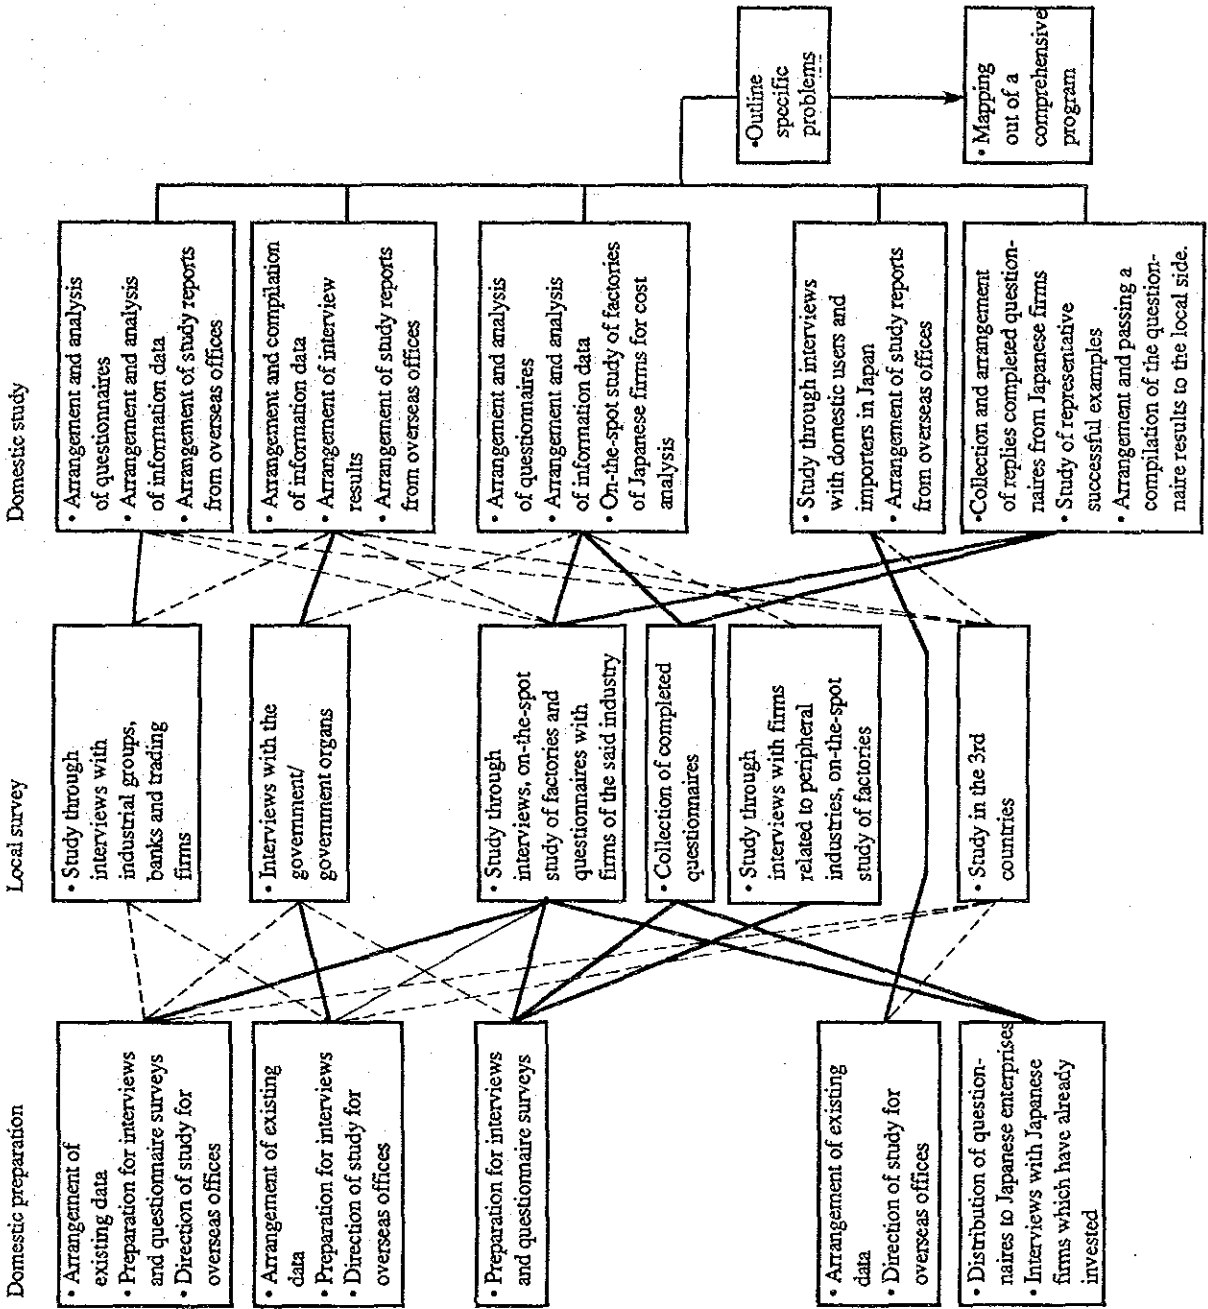 Domestic preparation
• Arrangement of
existing data
• Preparation for interviews
and questionnaire surveys
• Direction of study for
overseas offices
• Arrangement of existing
data
• Preparation for interviews
• Direction of study for
overseas offices
• Preparation for interviews
and questionnaire surveys
• Arrangement of existing
data
• Direction of study for
overseas offices
• Distribution of question-
naires to Japanese enterprises
• Interviews with Japanese
firms which have already
invested
Local survey
• Study through
interviews with
industrial groups,
banks and trading
firms
• Interviews with the
government/
government organs
• Study through
interviews, on-the-spot
study of factories and
questionnaires with
firms of the said industry
• Collection of completed
questionnaires
• Study through
interviews with firms
related to peripheral
industries, on-the-spot
study of factories
• Study in the 3rd
countries
Domestic study
• Arrangement and analysis
of questionnaires
• Arrangement and analysis
of information data
• Arrangement of study reports
from overseas offices
• Arrangement and compilation
of information data
• Arrangement of interview
results
• Arrangement of study reports
from overseas offices
• Arrangement and analysis
of questionnaires
• Arrangement and analysis
of information data
• On-the-spot study of factories
of Japanese firms for cost
analysis
• Study through interviews
with domestic users and
importers in Japan
• Arrangement of study reports
from overseas offices
•Collection and arrangement
of replies completed question-
naires from Japanese firms
• Study of representative
successful examples
• Arrangement and passing a
compilation of the question-
naire results to the local side.
•Outline
specific
problems
• Mapping
out of a
comprehensive
program